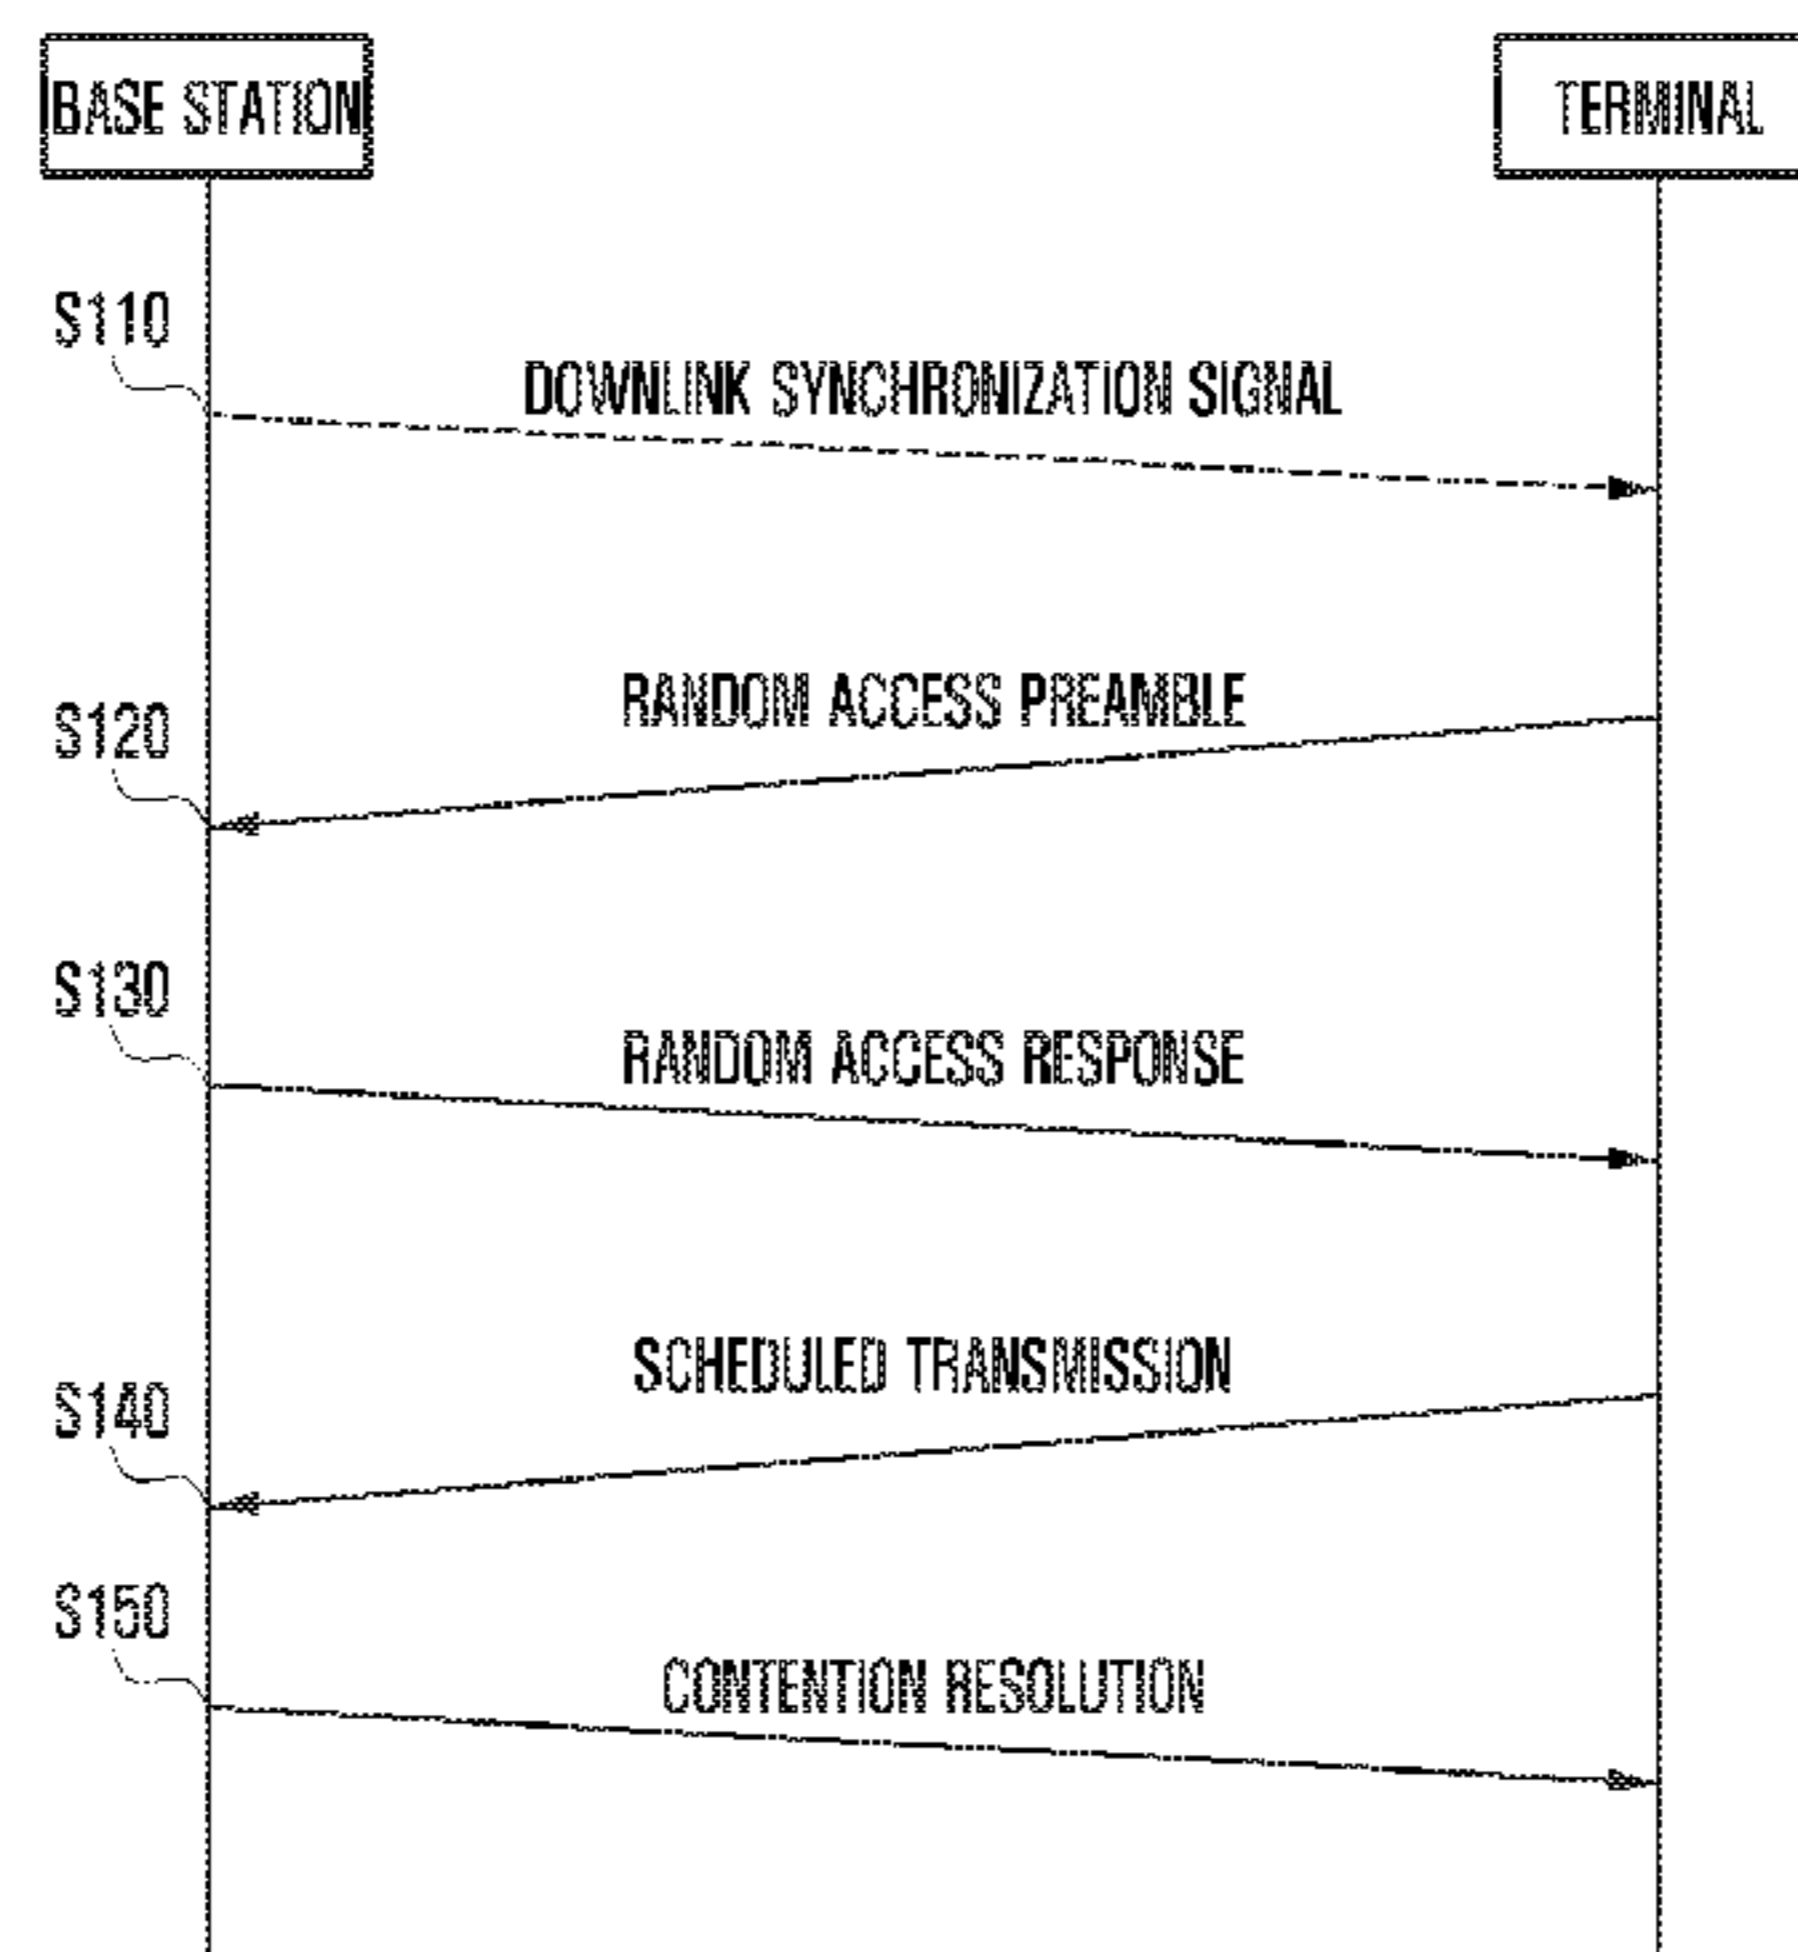 BASE STATION
TERMINAL
S110
DOWNLINK SYNCHRONIZATION SIGNAL
RANDOM ACCESS PREAMBLE
S120
S130
RANDOM ACCESS RESPONSE
SCHEDULED TRANSMISSION
S140
S150
CONTENTION RESOLUTION